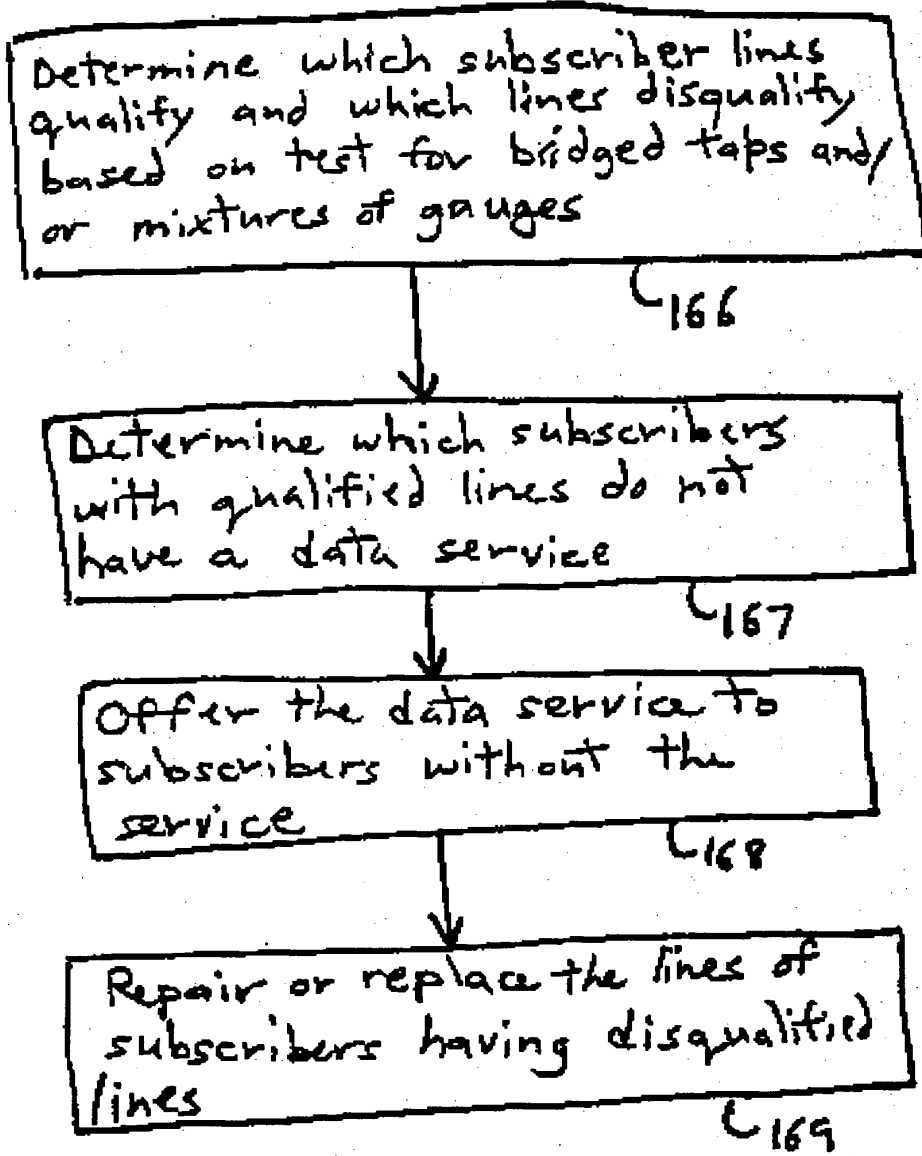 Determine which subscriber lines
qualify and which lines disqualify
based on test for bridged taps and/
or mixtures of gauges
166
Determine which subscribers
with qualified lines do not
have a data service
167
Offer the data service to
subscribers without the
service
168
Repair or replace the lines of
subscribers having disqualified
lines
169